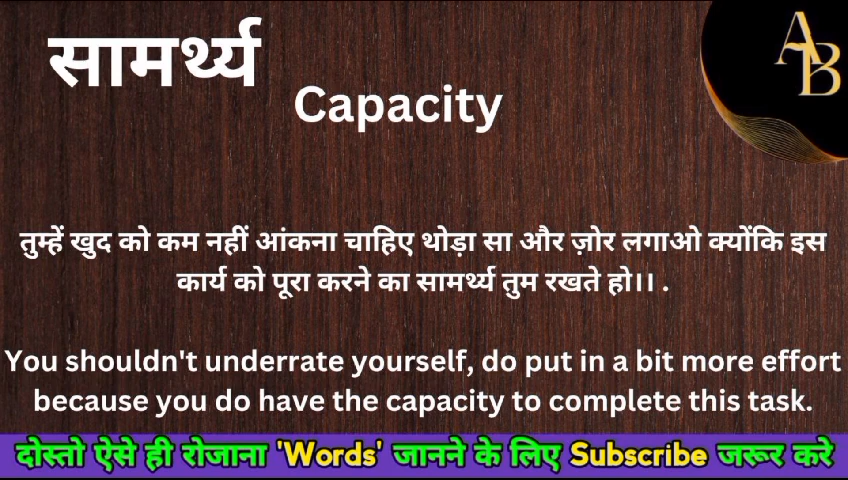 सामर्थ्य
Capacity
AB
तुम्हें खुद को कम नहीं आंकना चाहिए थोड़ा सा और ज़ोर लगाओ क्योंकि इस
कार्य को पूरा करने का सामर्थ्य तुम रखते हो।। .
You shouldn't underrate yourself, do put in a bit more effort
because you do have the capacity to complete this task.
दोस्तो ऐसे ही रोजाना 'Words' जानने के लिए Subscribe जरूर करे